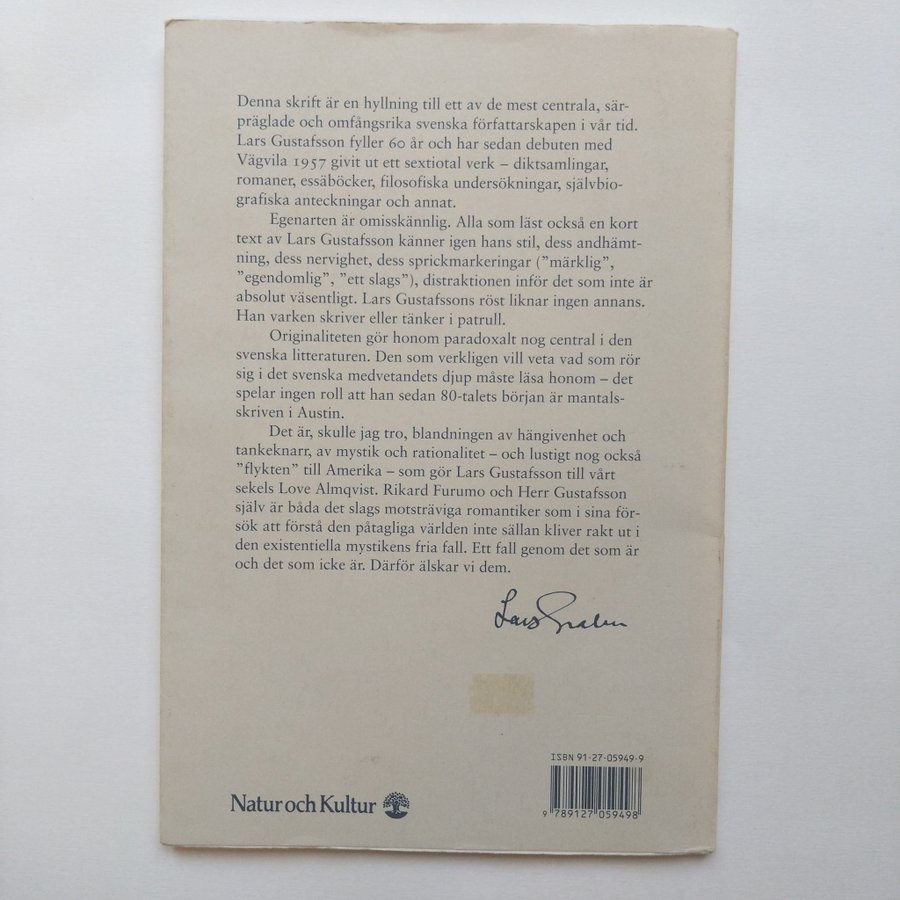 Denna skrift är en hyllning till ett av de mest centrala, sär-
präglade och omfångsrika svenska författarskapen i vår tid.
Lars Gustafsson fyller 60 år och har sedan debuten med
Vägvila 1957 givit ut ett sextiotal verk – diktsamlingar,
romaner, essäböcker, filosofiska undersökningar, självbio-
grafiska anteckningar och annat.
Egenarten är omisskännlig. Alla som läst också en kort
text av Lars Gustafsson känner igen hans stil, dess andhämt-
ning, dess nervighet, dess sprickmarkeringar (”märklig”,
”egendomlig”, ”ett slags”), distraktionen inför det som inte är
absolut väsentligt. Lars Gustafssons röst liknar ingen annans.
Han varken skriver eller tänker i patrull.
Originaliteten gör honom paradoxalt nog central i den
svenska litteraturen. Den som verkligen vill veta vad som rör
sig i det svenska medvetandets djup måste läsa honom – det
spelar ingen roll att han sedan 80-talets början är mantals-
skriven i Austin.
Det är, skulle jag tro, blandningen av hängivenhet och
tankeknarr, av mystik och rationalitet – och lustigt nog också
”flykten” till Amerika – som gör Lars Gustafsson till vårt
sekels Love Almqvist. Rikard Furumo och Herr Gustafsson
själv är båda det slags motsträviga romantiker som i sina för-
sök att förstå den påtagliga världen inte sällan kliver rakt ut i
den existentiella mystikens fria fall. Ett fall genom det som är
och det som icke är. Därför älskar vi dem.
Lars
ISBN 91-27-05949-9
Natur och Kultur
9 789127 059498